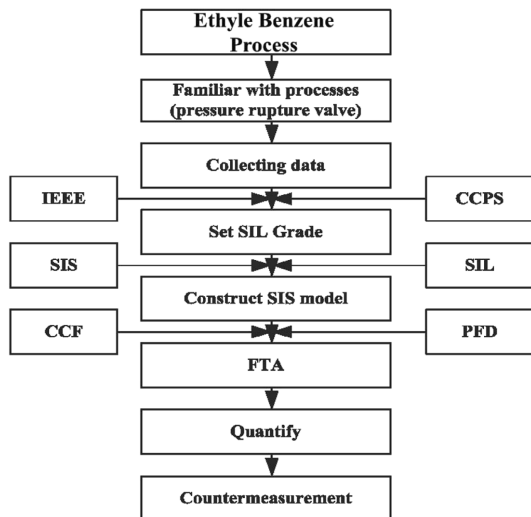 Ethyle Benzene
Process
Familiar with processes
(pressure rupture valve)
Collecting data
IEEE
CCPS
Set SIL Grade
SIS
SIL
Construct SIS model
CCF
PFD
FTA
Quantify
Countermeasurement